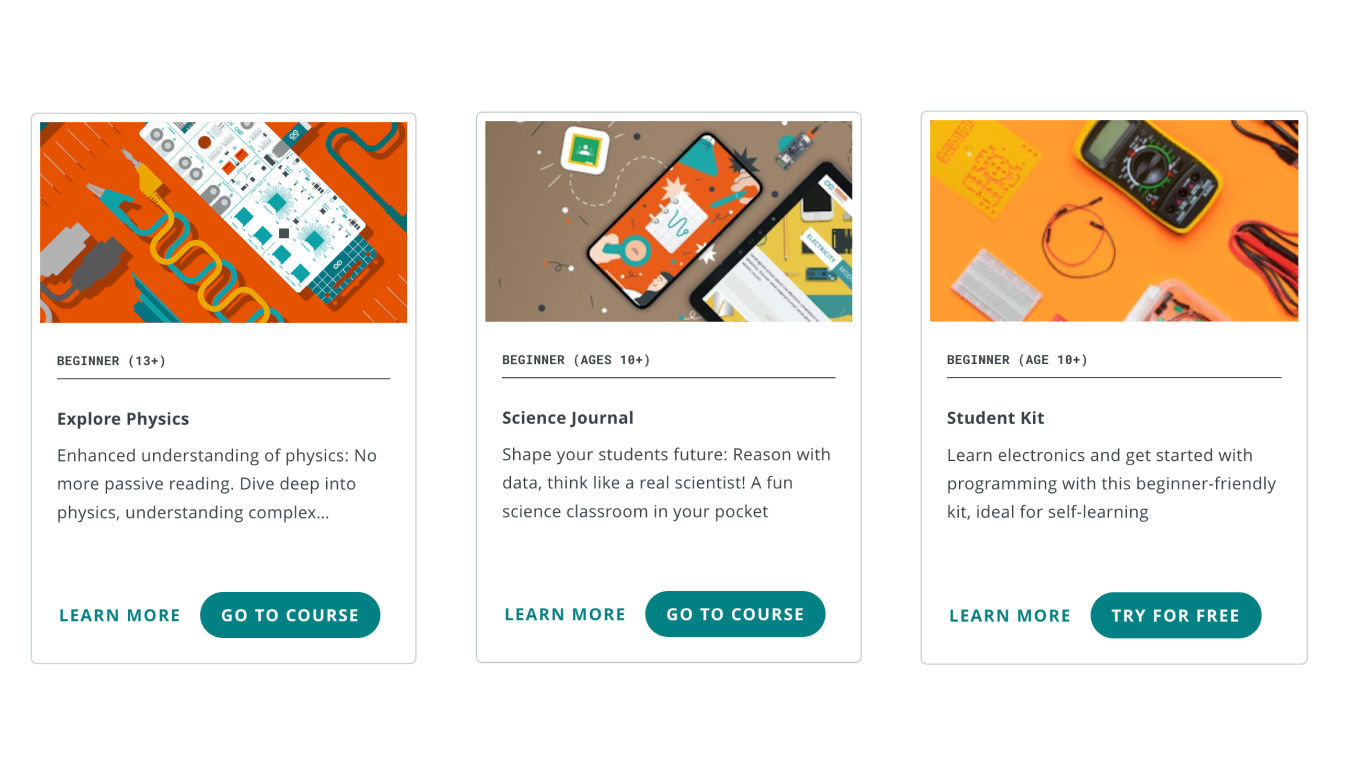 BEGINNER (13+)
Explore Physics
Enhanced understanding of physics: No
more passive reading. Dive deep into
physics, understanding complex...
LEARN MORE
GO TO COURSE
ELECTRICITY
BEGINNER (AGES 10+)
Science Journal
Shape your students future: Reason with
data, think like a real scientist! A fun
science classroom in your pocket
LEARN MORE
GO TO COURSE
BEGINNER (AGE 10+)
Student Kit
Learn electronics and get started with
programming with this beginner-friendly
kit, ideal for self-learning
LEARN MORE
TRY FOR FREE